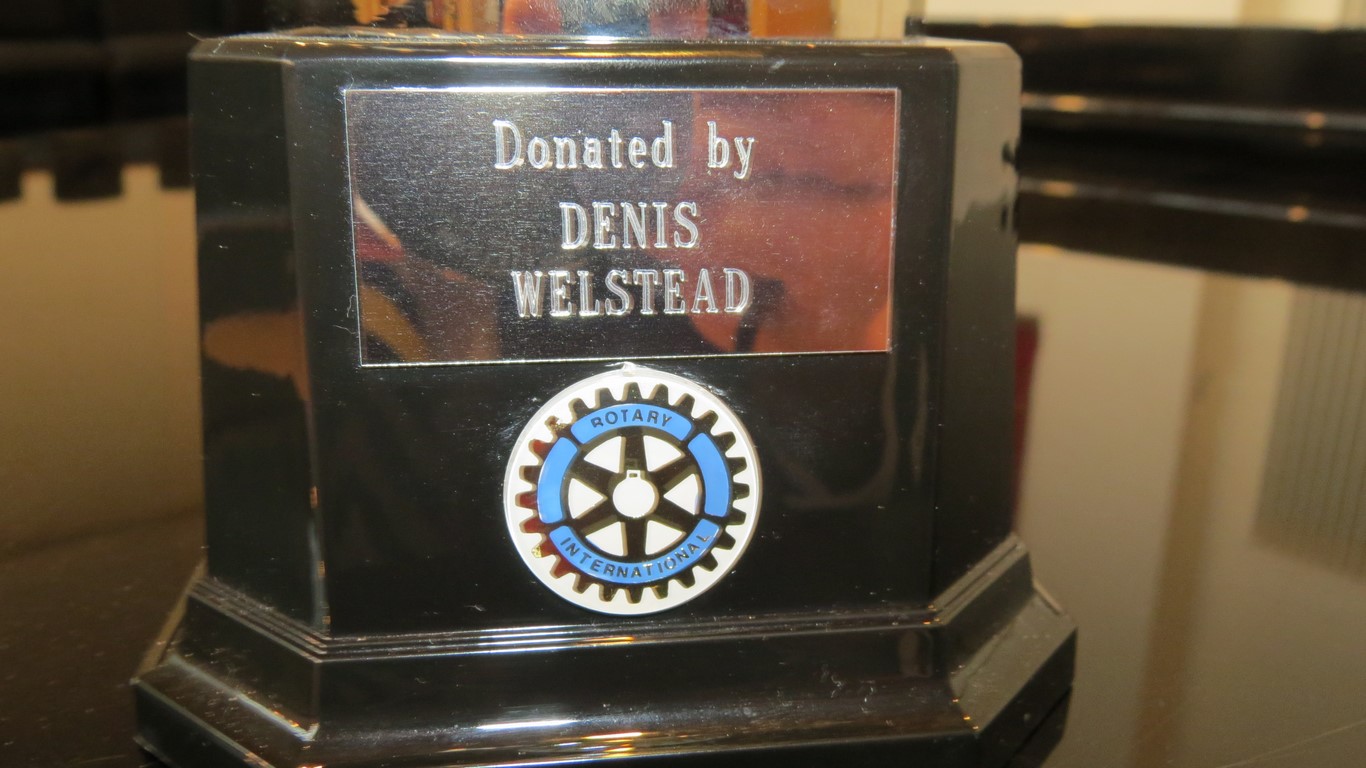 Donated by
DENIS
WELSTEAD
ROTARY
INTERNATIONAL